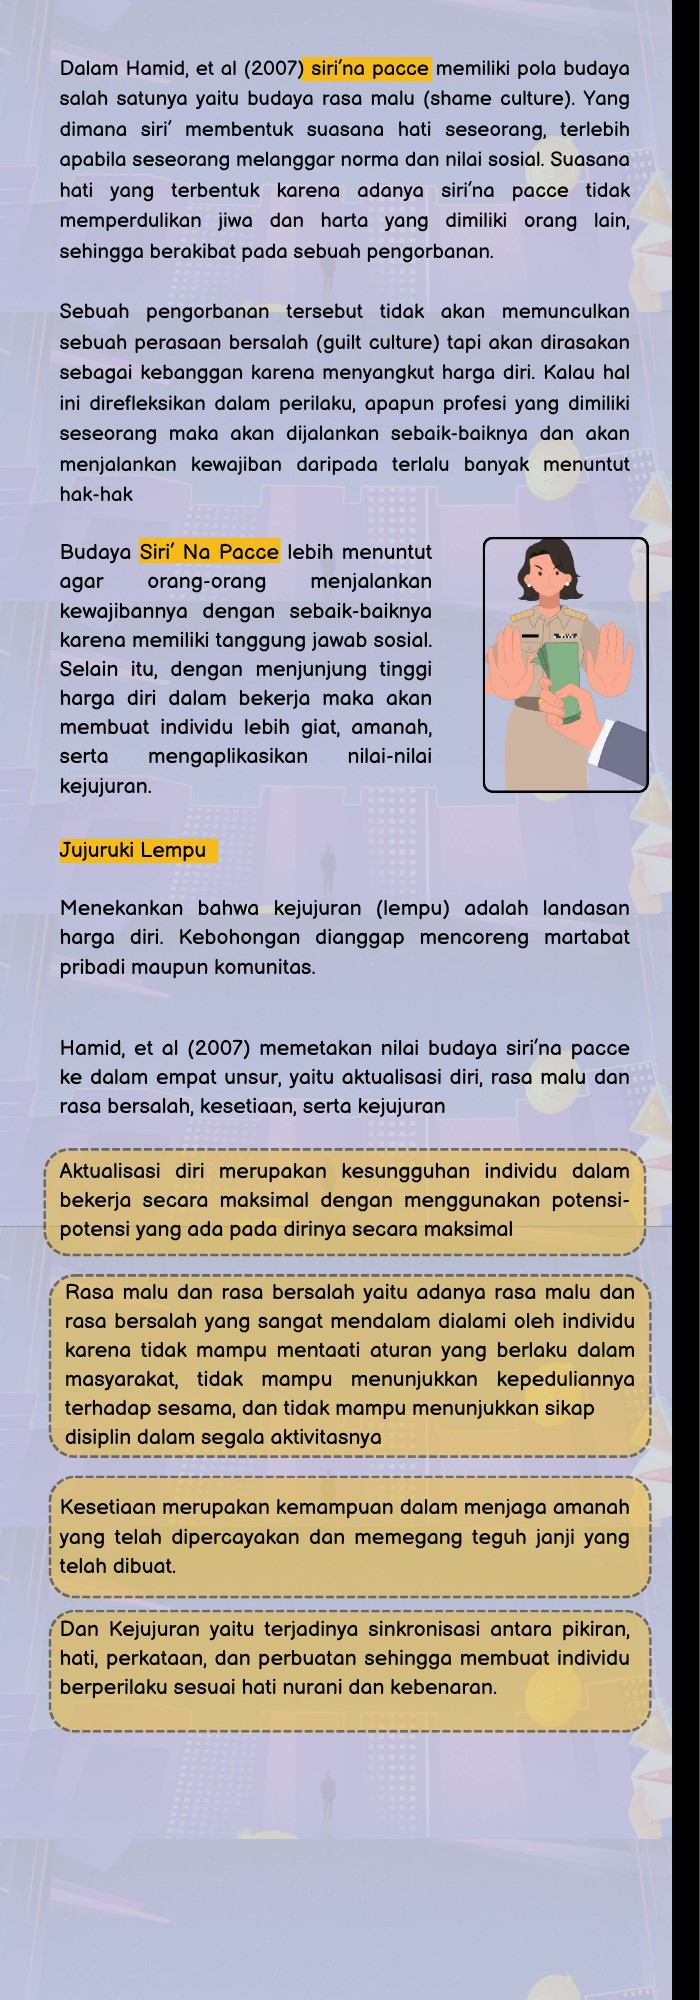 Dalam Hamid, et al (2007) siri'na pacce memiliki pola budaya
salah satunya yaitu budaya rasa malu (shame culture). Yang
dimana siri' membentuk suasana hati seseorang, terlebih
apabila seseorang melanggar norma dan nilai sosial. Suasana
hati yang terbentuk karena adanya siri'na pacce tidak
memperdulikan jiwa dan harta yang dimiliki orang lain,
sehingga berakibat pada sebuah pengorbanan.
Sebuah pengorbanan tersebut tidak akan memunculkan
sebuah perasaan bersalah (guilt culture) tapi akan dirasakan
sebagai kebanggan karena menyangkut harga diri. Kalau hal
ini direfleksikan dalam perilaku, apapun profesi yang dimiliki
seseorang maka akan dijalankan sebaik-baiknya dan akan
menjalankan kewajiban daripada terlalu banyak menuntut
hak-hak
Budaya Siri' Na Pacce lebih menuntut
agar orang-orang menjalankan
kewajibannya dengan sebaik-baiknya
karena memiliki tanggung jawab sosial.
Selain itu, dengan menjunjung tinggi
harga diri dalam bekerja maka akan
membuat individu lebih giat, amanah,
serta mengaplikasikan nilai-nilai
kejujuran.
Jujuruki Lempu
Menekankan bahwa kejujuran (lempu) adalah landasan
harga diri. Kebohongan dianggap mencoreng martabat
pribadi maupun komunitas.
Hamid, et al (2007) memetakan nilai budaya siri'na pacce
ke dalam empat unsur, yaitu aktualisasi diri, rasa malu dan
rasa bersalah, kesetiaan, serta kejujuran
Aktualisasi diri merupakan kesungguhan individu dalam
bekerja secara maksimal dengan menggunakan potensi-
potensi yang ada pada dirinya secara maksimal
Rasa malu dan rasa bersalah yaitu adanya rasa malu dan
rasa bersalah yang sangat mendalam dialami oleh individu
karena tidak mampu mentaati aturan yang berlaku dalam
masyarakat, tidak mampu menunjukkan kepeduliannya
terhadap sesama, dan tidak mampu menunjukkan sikap
disiplin dalam segala aktivitasnya
Kesetiaan merupakan kemampuan dalam menjaga amanah
yang telah dipercayakan dan memegang teguh janji yang
telah dibuat.
Dan Kejujuran yaitu terjadinya sinkronisasi antara pikiran,
hati, perkataan, dan perbuatan sehingga membuat individu
berperilaku sesuai hati nurani dan kebenaran.